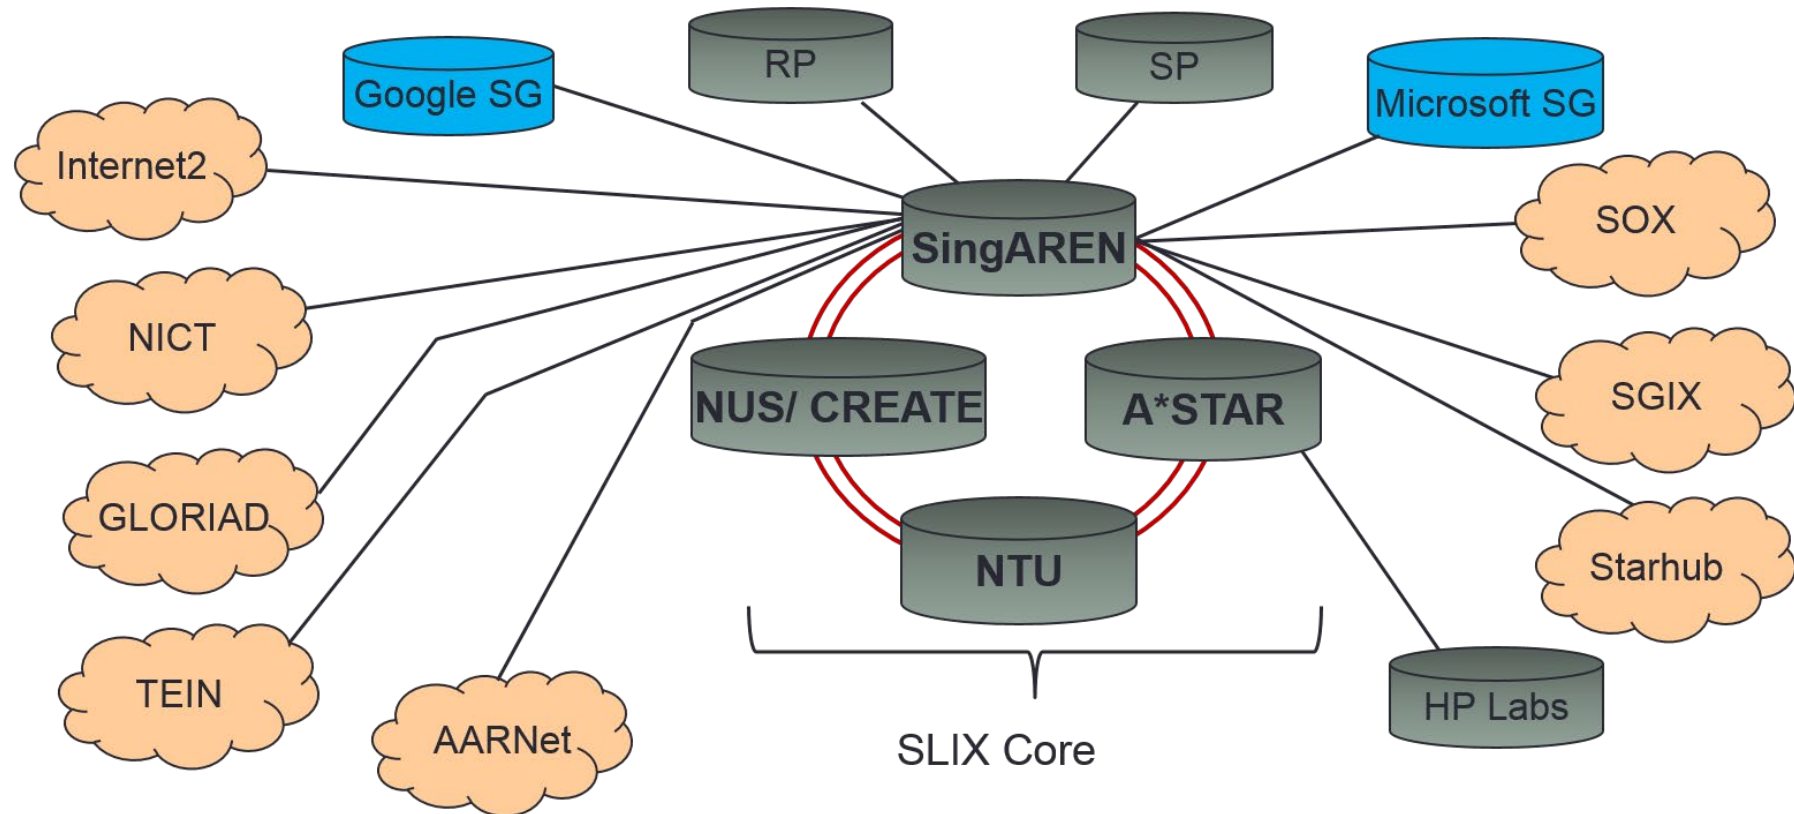 RP
SP
Google SG
Microsoft SG
Internet2
SOX
SingAREN
NICT
SGIX
NUS/ CREATE
A*STAR
GLORIAD
NTU
Starhub
TEIN
HP Labs
AARNet
SLIX Core